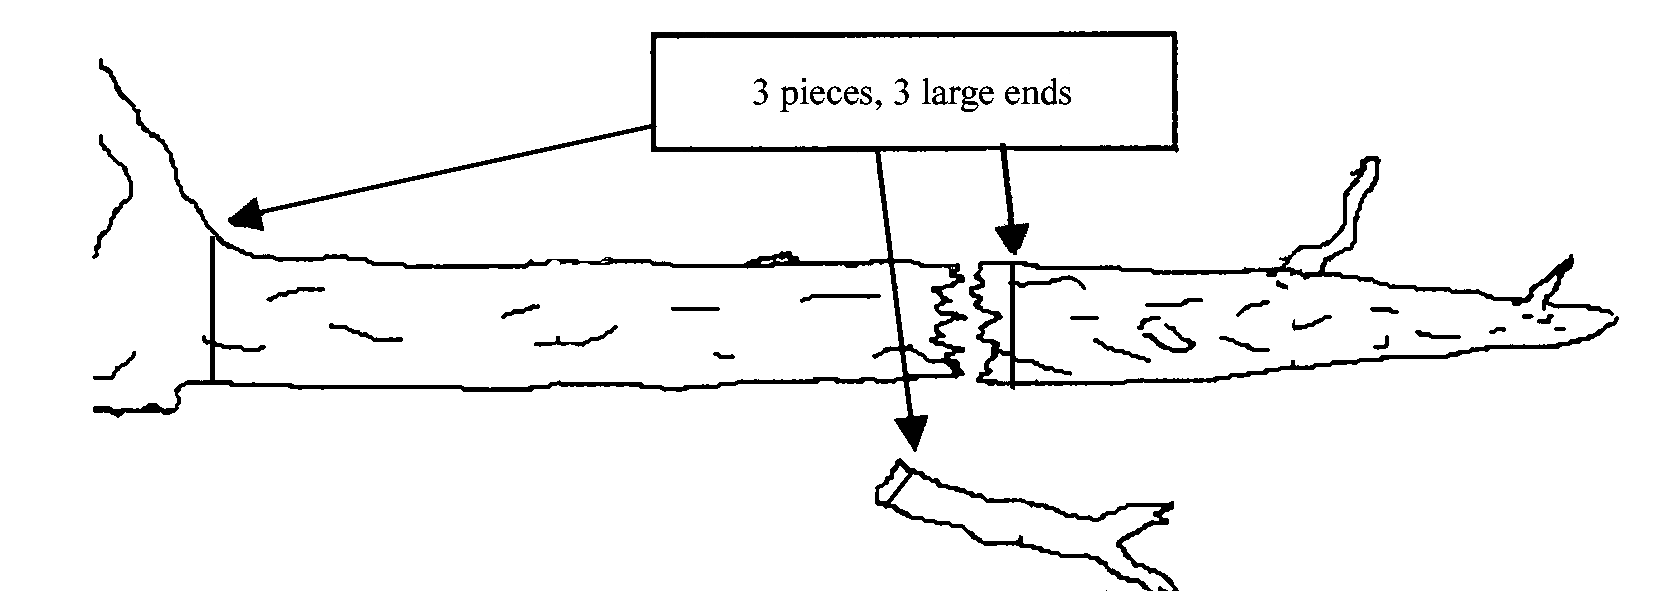 3 pieces, 3 large ends